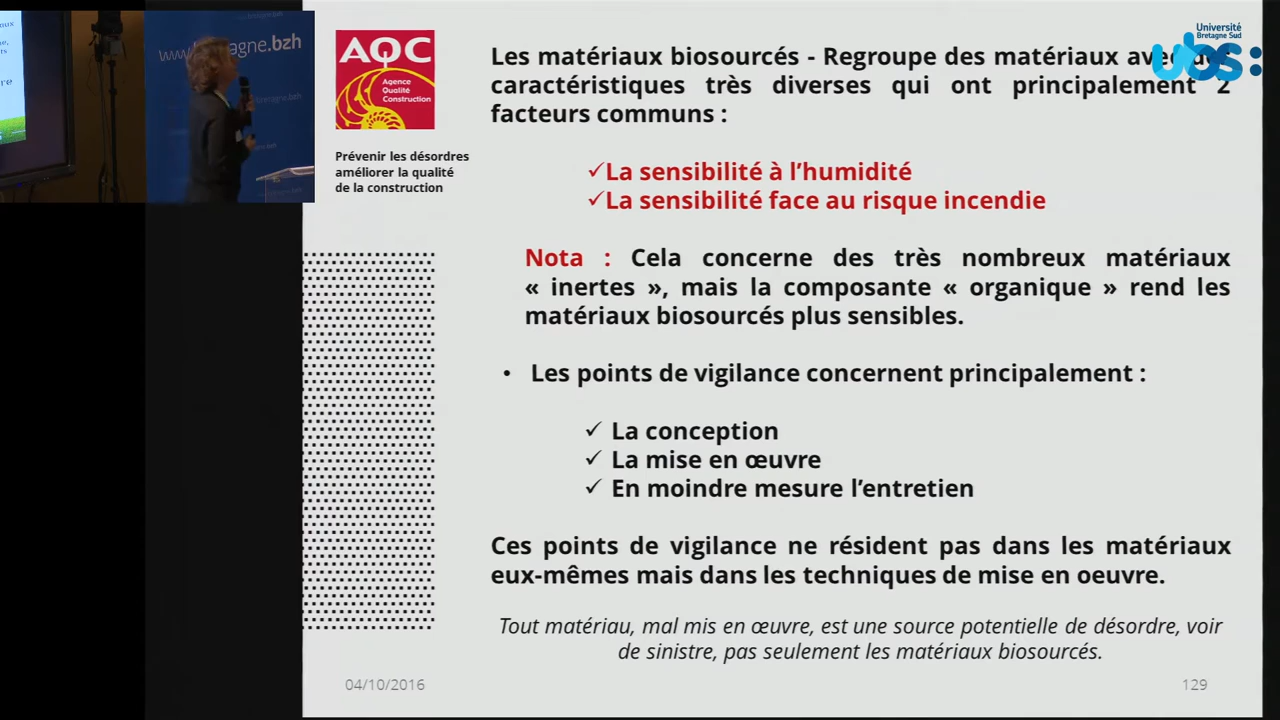 www.bretagne.bzh
AQC
Agence
Qualité
Construction
Prévenir les désordres
améliorer la qualité
de la construction
Université
Bretagne Sud
ubs:
Les matériaux biosourcés - Regroupe des matériaux avec
caractéristiques très diverses qui ont principalement 2
facteurs communs :
✓La sensibilité à l’humidité
✓La sensibilité face au risque incendie
Nota : Cela concerne des très nombreux matériaux
« inertes », mais la composante « organique » rend les
matériaux biosourcés plus sensibles.
• Les points de vigilance concernent principalement :
✓ La conception
✓ La mise en œuvre
✓ En moindre mesure l’entretien
Ces points de vigilance ne résident pas dans les matériaux
eux-mêmes mais dans les techniques de mise en oeuvre.
Tout matériau, mal mis en œuvre, est une source potentielle de désordre, voir
de sinistre, pas seulement les matériaux biosourcés.
04/10/2016
129